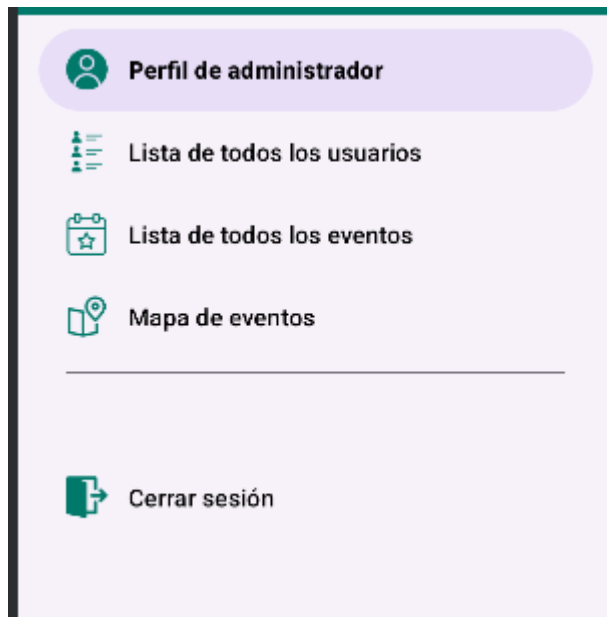 Perfil de administrador
Lista de todos los usuarios
Lista de todos los eventos
Mapa de eventos
Cerrar sesión